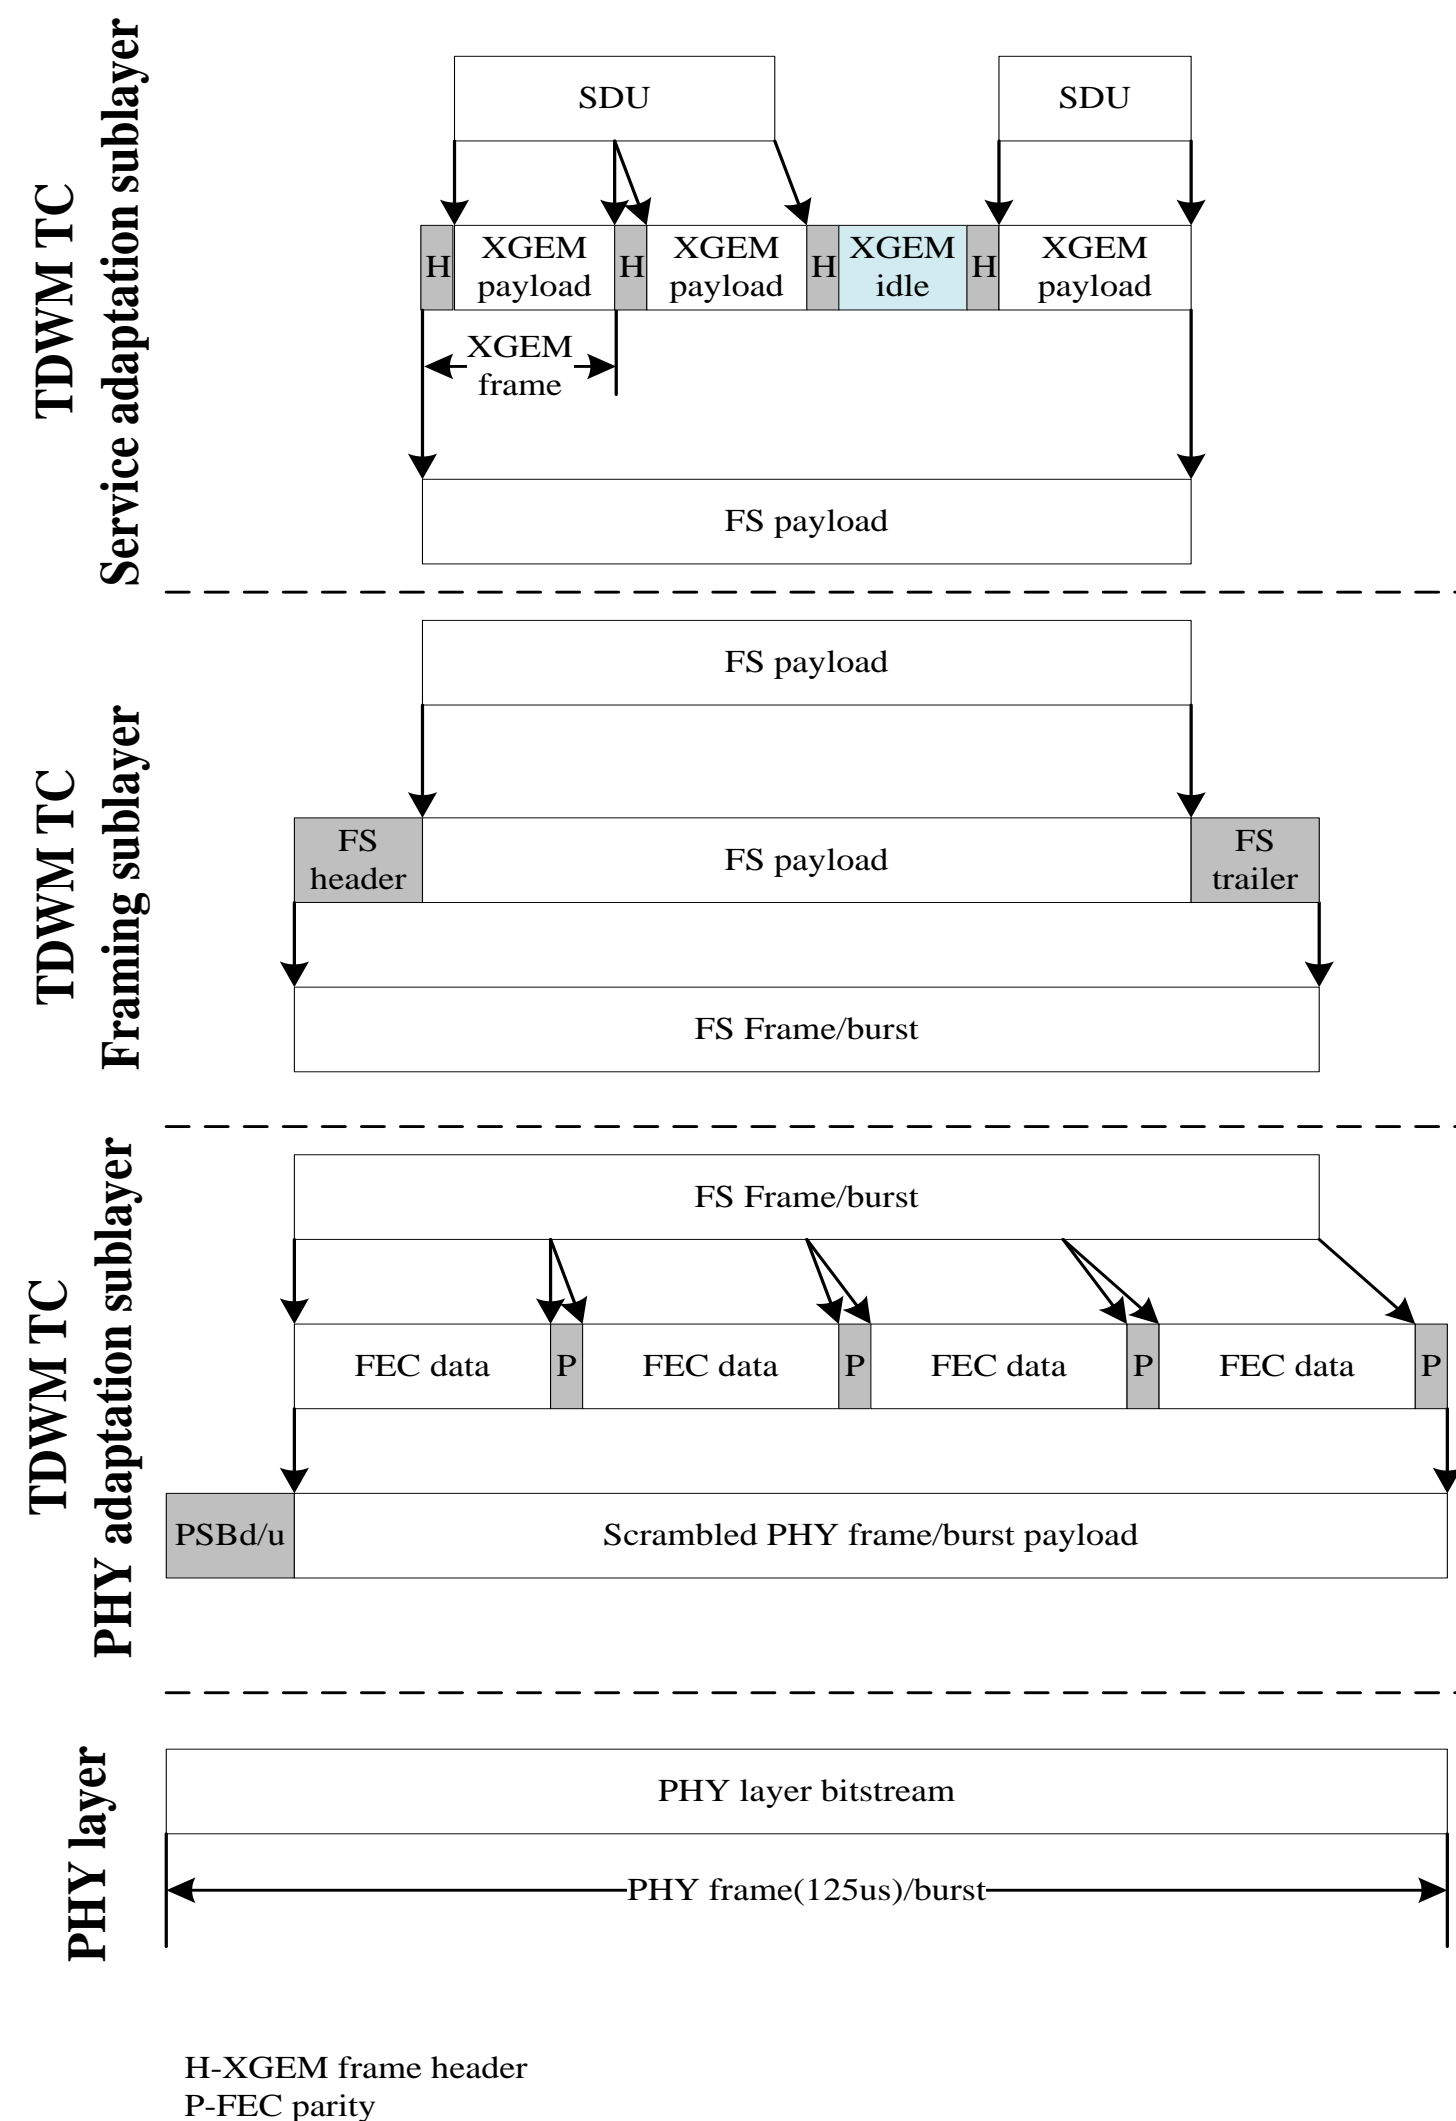 TDWM TC
Service adaptation sublayer
SDU
SDU
H
XGEM
payload
H
XGEM
payload
H
XGEM
idle
H
XGEM
payload
XGEM
frame
FS payload
TDWM TC
Framing sublayer
FS payload
FS
header
FS payload
FS
trailer
FS Frame/burst
TDWM TC
PHY adaptation sublayer
FS Frame/burst
FEC data
P
FEC data
P
FEC data
P
FEC data
P
PSBd/u
Scrambled PHY frame/burst payload
PHY layer
PHY layer bitstream
PHY frame(125us)/burst
H-XGEM frame header
P-FEC parity